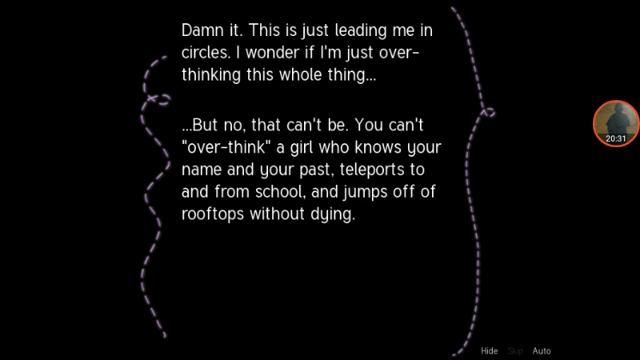 Damn it. This is just leading me in
circles. I wonder if I'm just over-
thinking this whole thing...
...But no, that can't be. You can't
"over-think" a girl who knows your
name and your past, teleports to
and from school, and jumps off of
rooftops without dying.
20:31
Hide Skip Auto